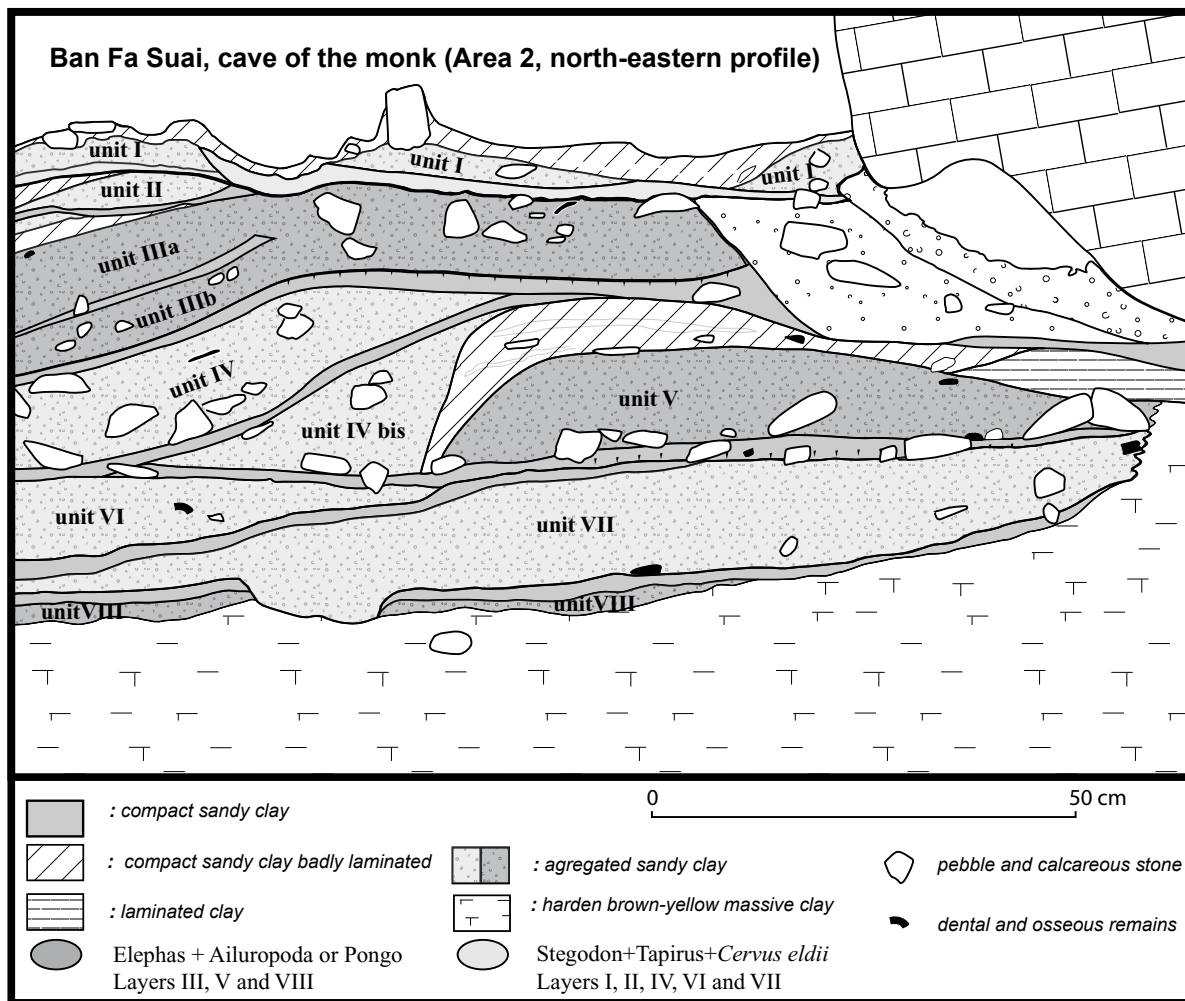 Ban Fa Suai, cave of the monk (Area 2, north-eastern profile)
unit I
unit I
unit I
unit II
unit IIIa
unit IIIb
unit IV
unit IV bis
unit V
unit VI
unit VII
unitVIII
unitVIII
0 50 cm
: compact sandy clay
: compact sandy clay badly laminated
: laminated clay
Elephas + Ailuropoda or Pongo
Layers III, V and VIII
: agregated sandy clay
: harden brown-yellow massive clay
Stegodon+Tapirus+Cervus eldii
Layers I, II, IV, VI and VII
pebble and calcareous stone
dental and osseous remains